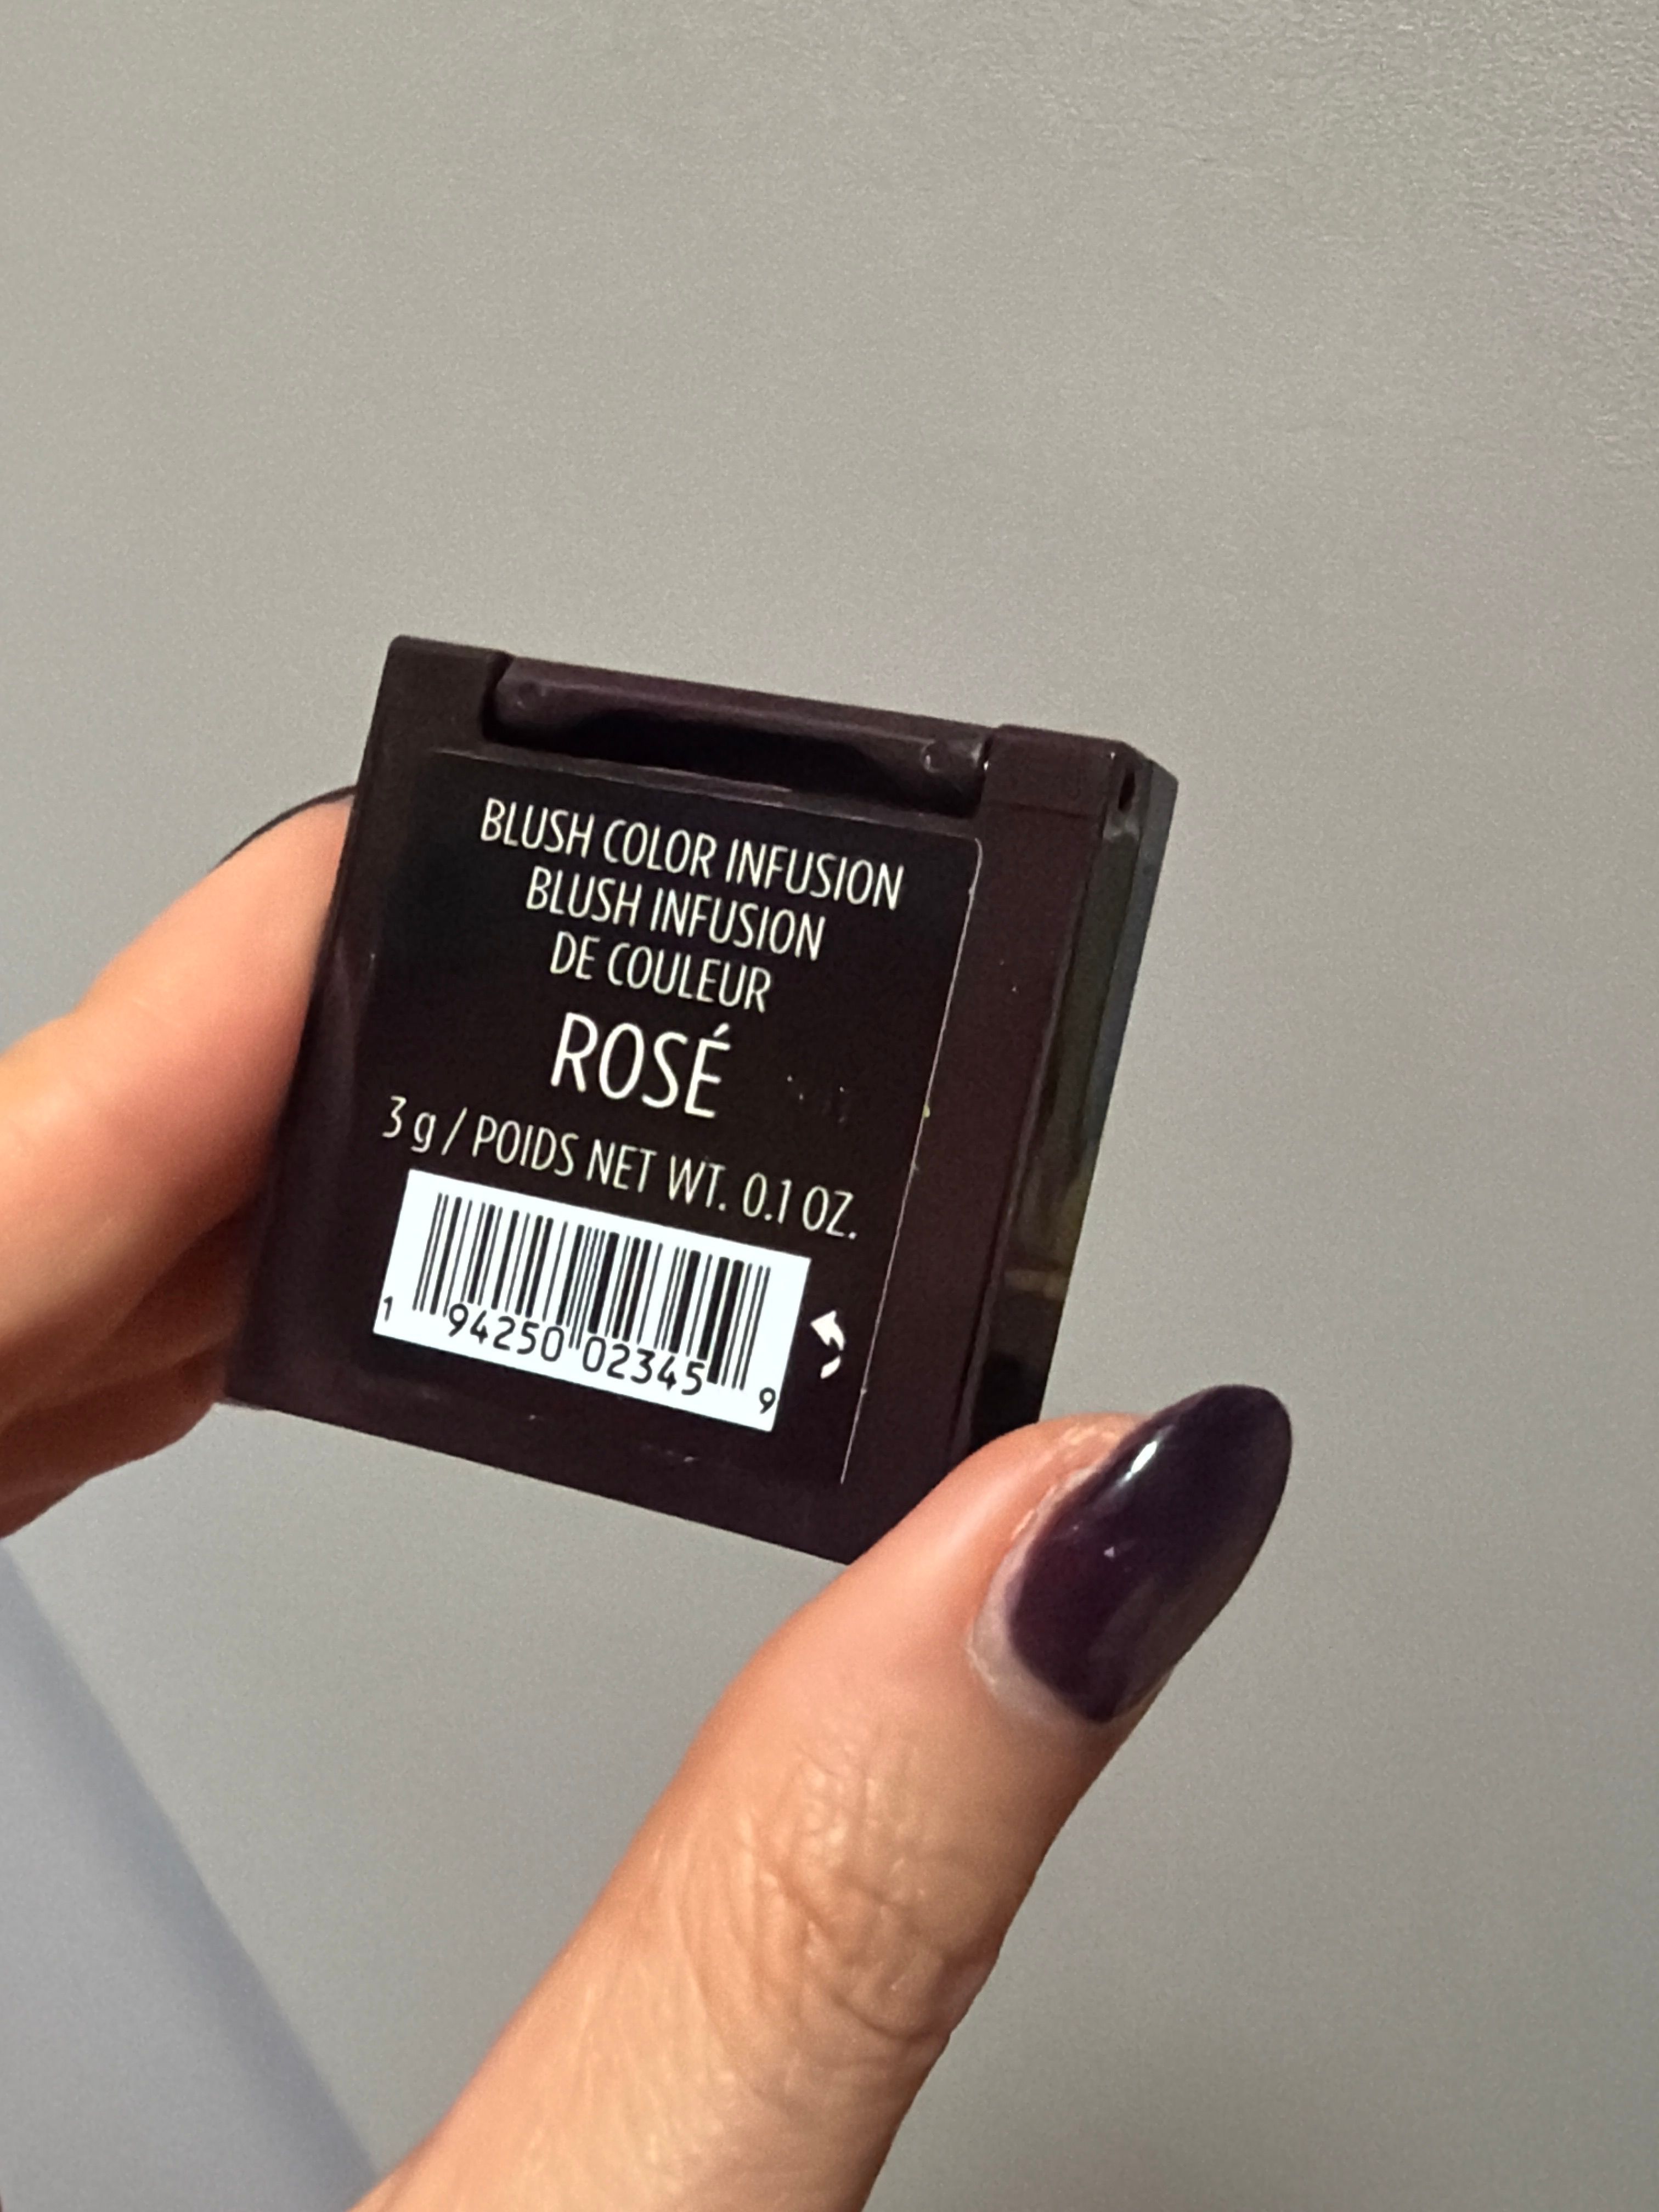 BLUSH COLOR INFUSION
BLUSH INFUSION
DE COULEUR
ROSÉ
3 g / POIDS NET WT. 0.1 OZ.
1 94250 02345 9